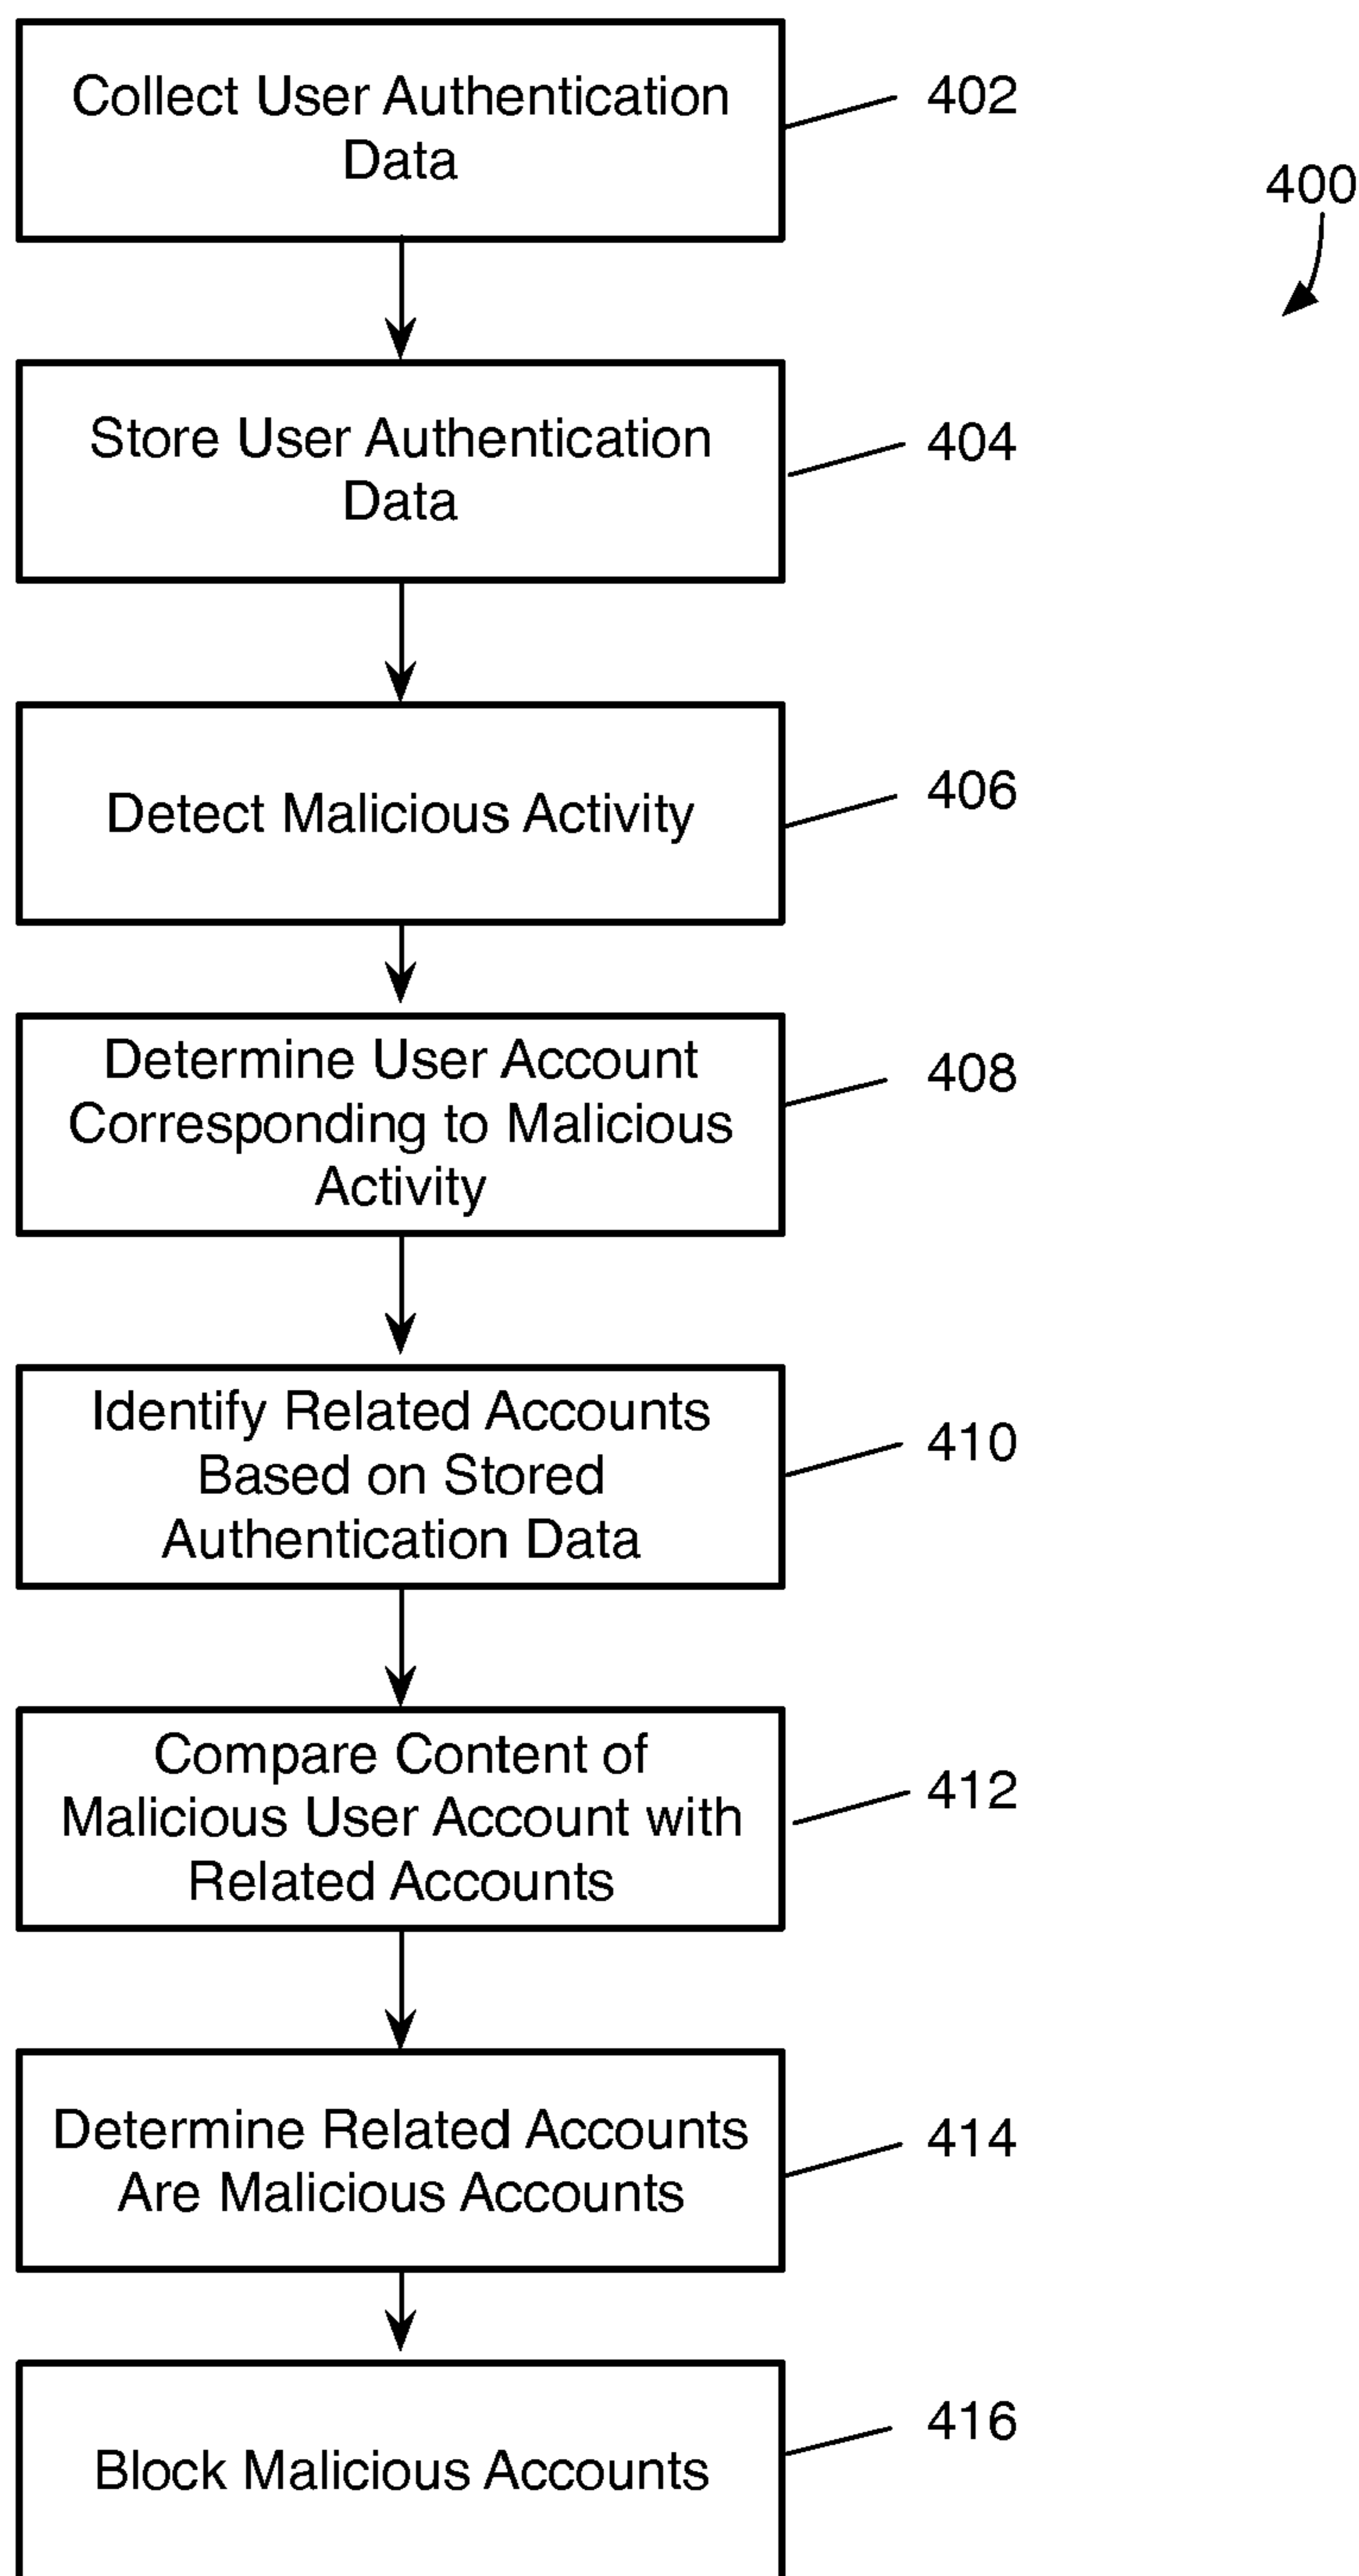 Collect User Authentication
Data
402
400
Store User Authentication
Data
404
Detect Malicious Activity
406
Determine User Account
Corresponding to Malicious
Activity
408
Identify Related Accounts
Based on Stored
Authentication Data
410
Compare Content of
Malicious User Account with
Related Accounts
412
Determine Related Accounts
Are Malicious Accounts
414
Block Malicious Accounts
416